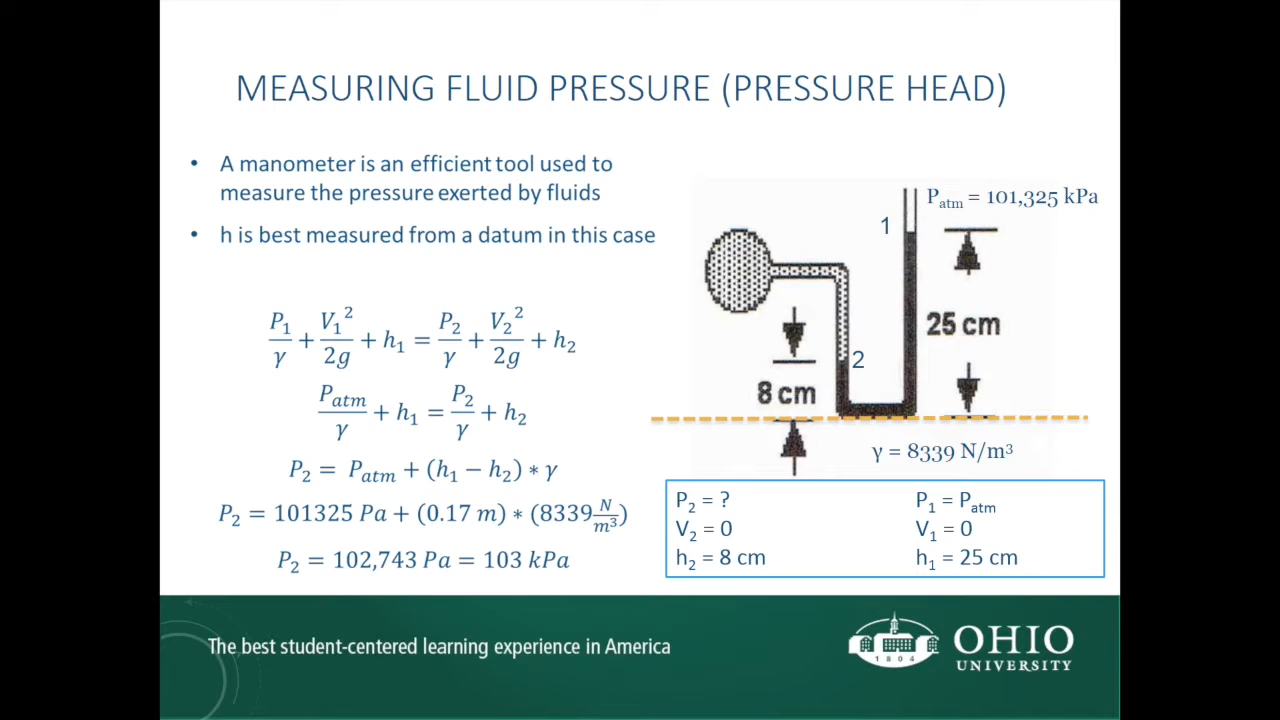 MEASURING FLUID PRESSURE (PRESSURE HEAD)
• A manometer is an efficient tool used to
measure the pressure exerted by fluids
• h is best measured from a datum in this case
P₁/γ + V₁²/2g + h₁ = P₂/γ + V₂²/2g + h₂
Pₐₜₘ/γ + h₁ = P₂/γ + h₂
P₂ = Pₐₜₘ + (h₁ − h₂) ∗ γ
P₂ = 101325 Pa + (0.17 m) ∗ (8339 N/m³)
P₂ = 102,743 Pa = 103 kPa
Pₐₜₘ = 101,325 kPa
1
25 cm
2
8 cm
γ = 8339 N/m³
P₂ = ? P₁ = Pₐₜₘ
V₂ = 0 V₁ = 0
h₂ = 8 cm h₁ = 25 cm
The best student-centered learning experience in America
1804
OHIO
UNIVERSITY